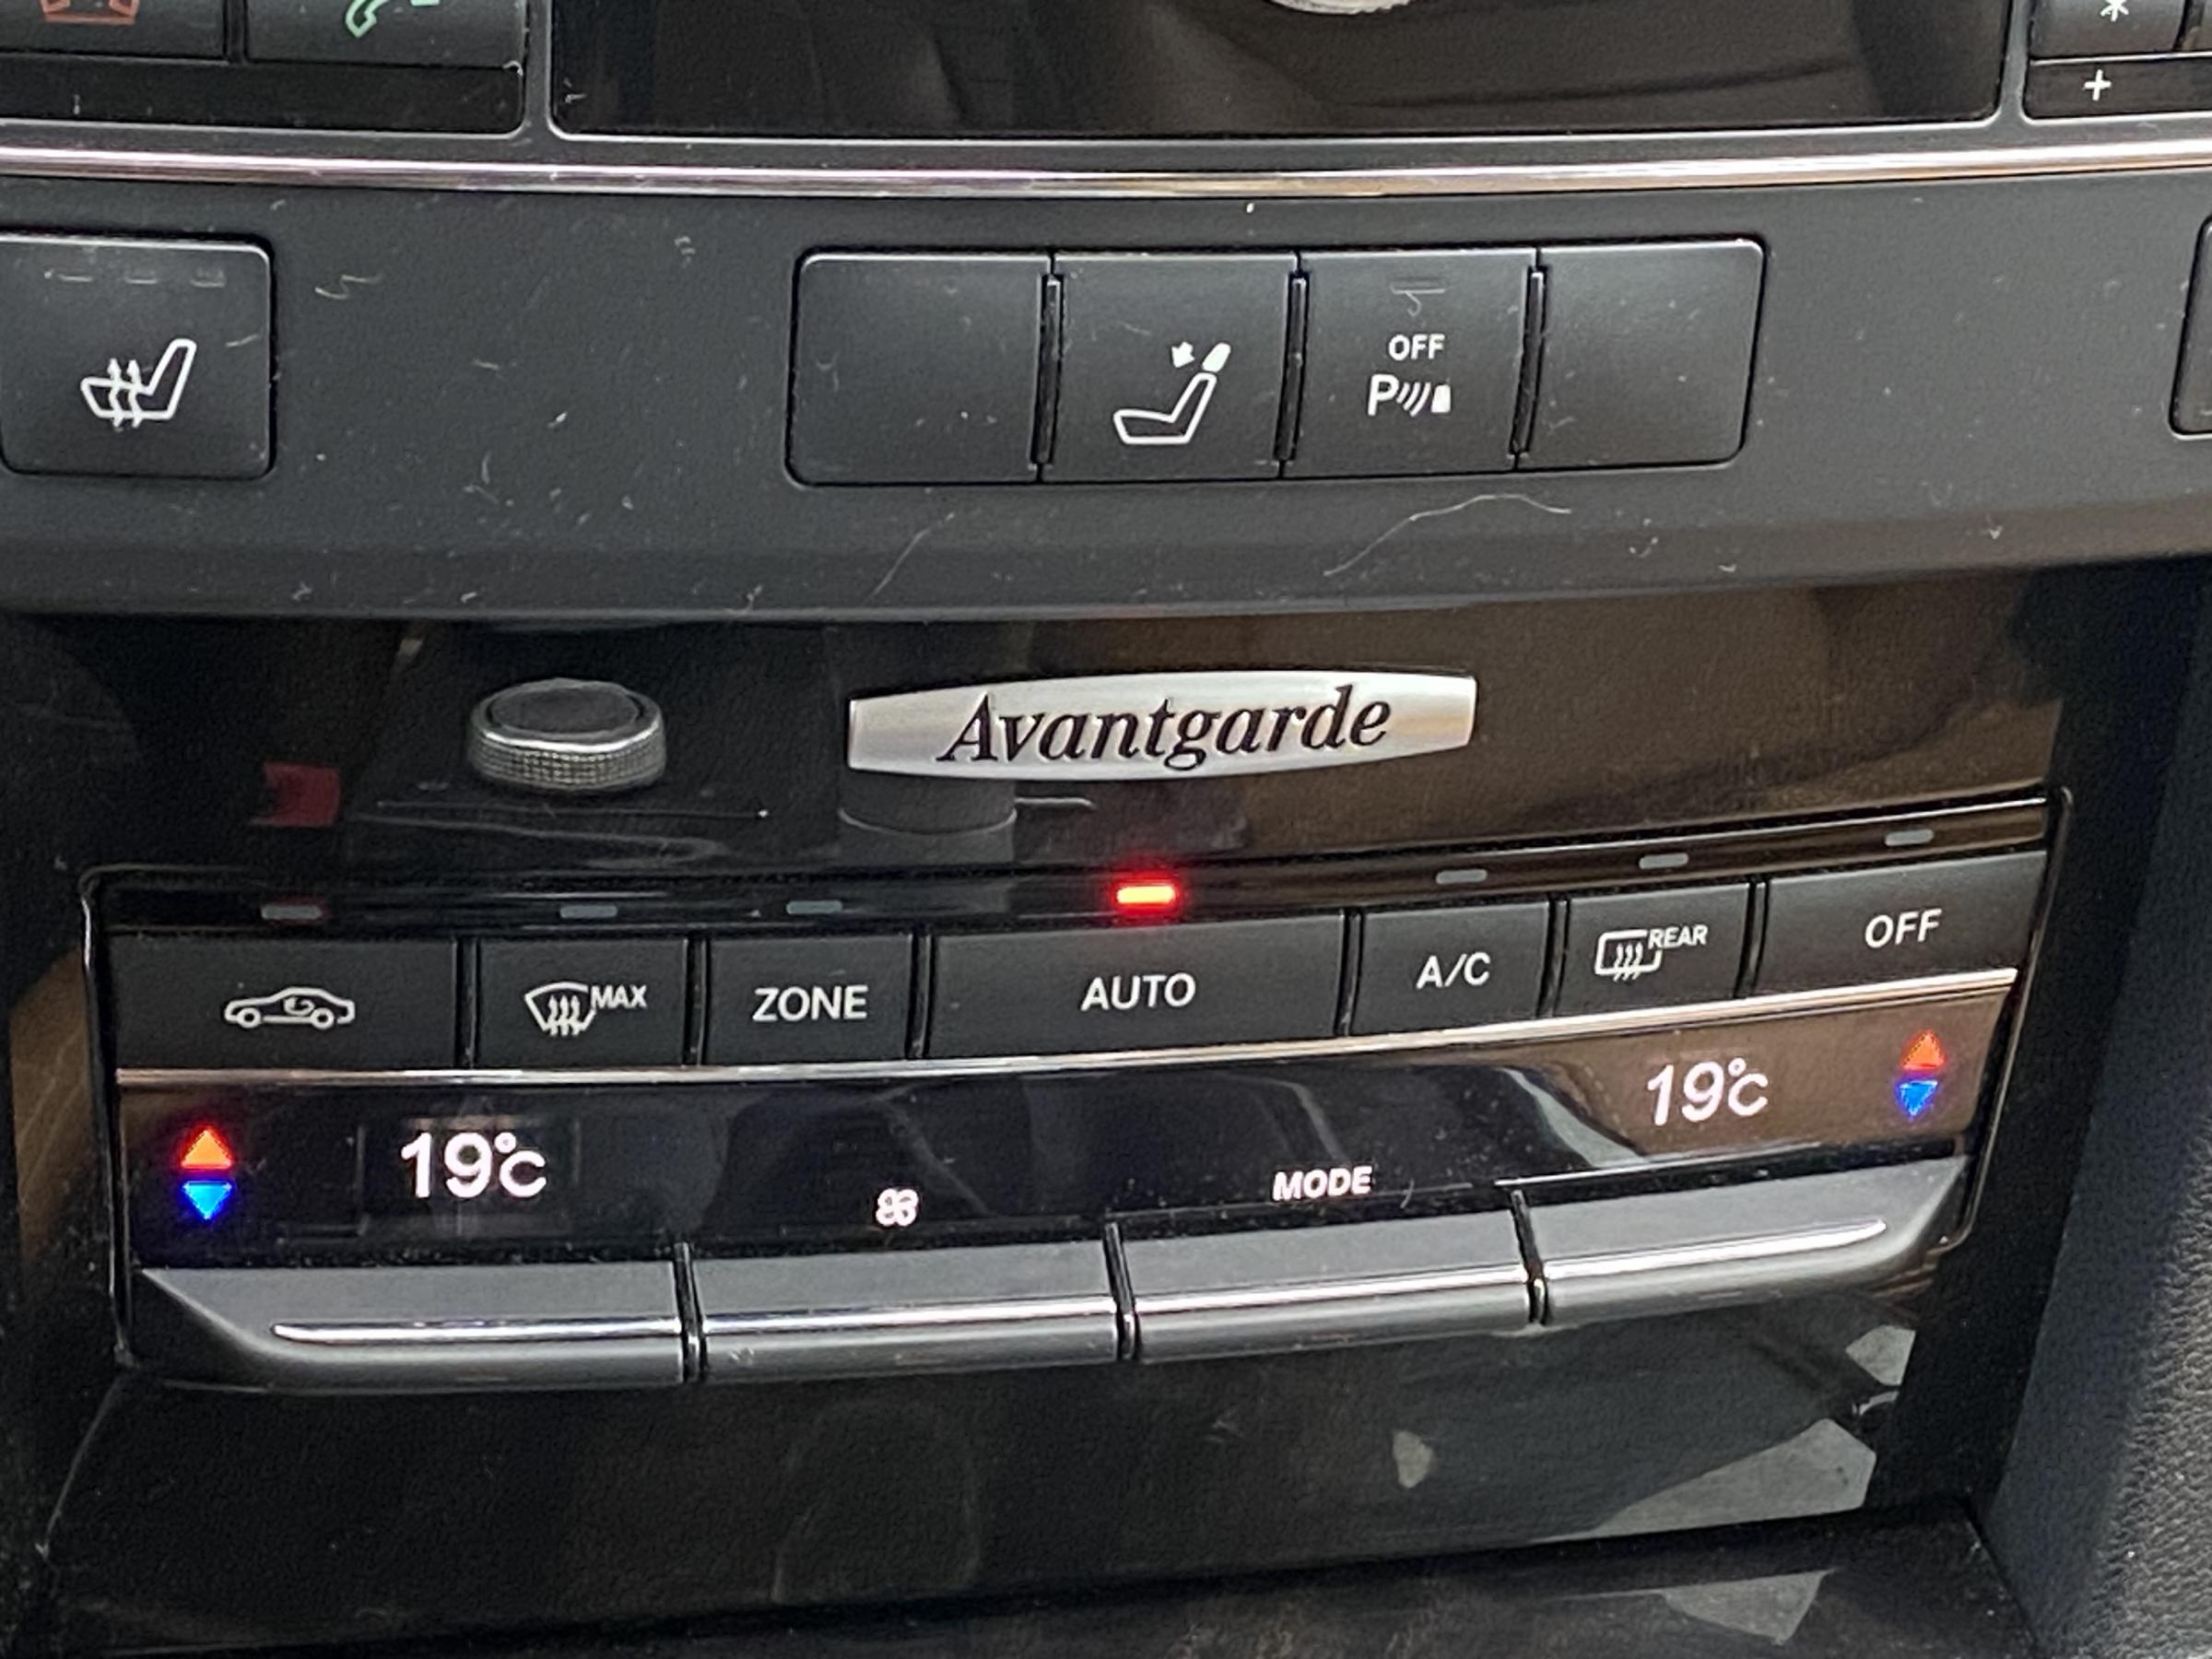 *
+
OFF
P
Avantgarde
MAX
ZONE
AUTO
A/C
REAR
OFF
19°C
19°C
MODE